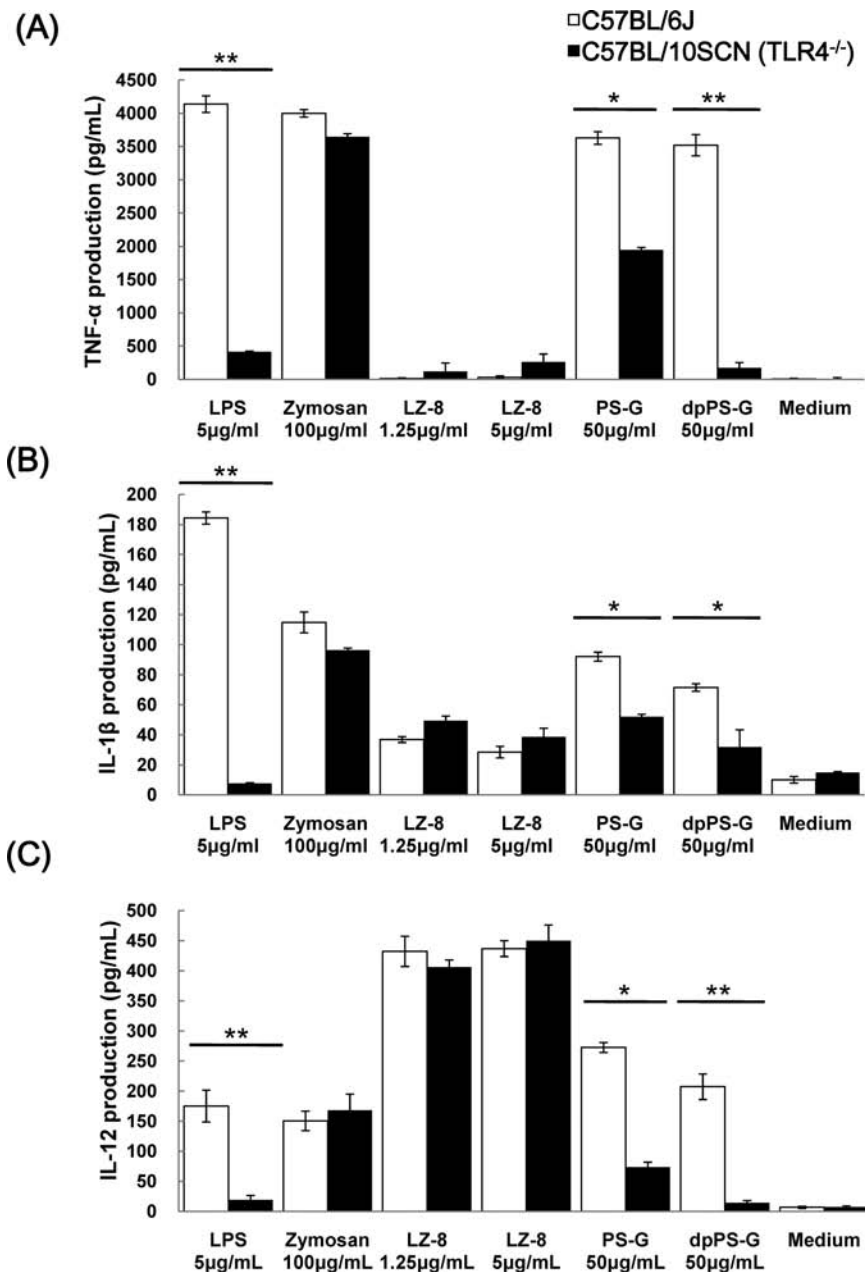 (A)
C57BL/6J
C57BL/10SCN (TLR4-/-)
TNF-α production (pg/mL)
4500
4000
3500
3000
2500
2000
1500
1000
500
0
**
*
**
LPS Zymosan LZ-8 LZ-8 PS-G dpPS-G Medium
5µg/ml 100µg/ml 1.25µg/ml 5µg/ml 50µg/ml 50µg/ml
(B)
IL-1β production (pg/mL)
200
180
160
140
120
100
80
60
40
20
0
**
*
*
LPS Zymosan LZ-8 LZ-8 PS-G dpPS-G Medium
5µg/ml 100µg/ml 1.25µg/ml 5µg/ml 50µg/ml 50µg/ml
(C)
IL-12 production (pg/mL)
500
450
400
350
300
250
200
150
100
50
0
**
*
**
LPS Zymosan LZ-8 LZ-8 PS-G dpPS-G Medium
5µg/mL 100µg/mL 1.25µg/mL 5µg/mL 50µg/mL 50µg/mL